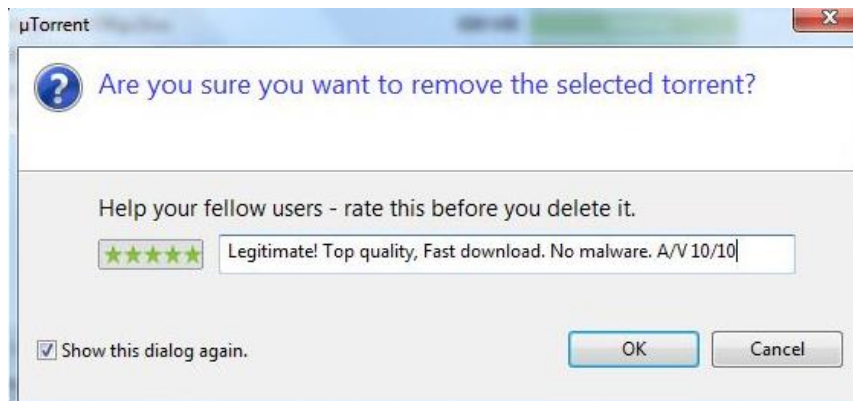 µTorrent
Are you sure you want to remove the selected torrent?
Help your fellow users - rate this before you delete it.
Legitimate! Top quality, Fast download. No malware. A/V 10/10
Show this dialog again.
OK
Cancel